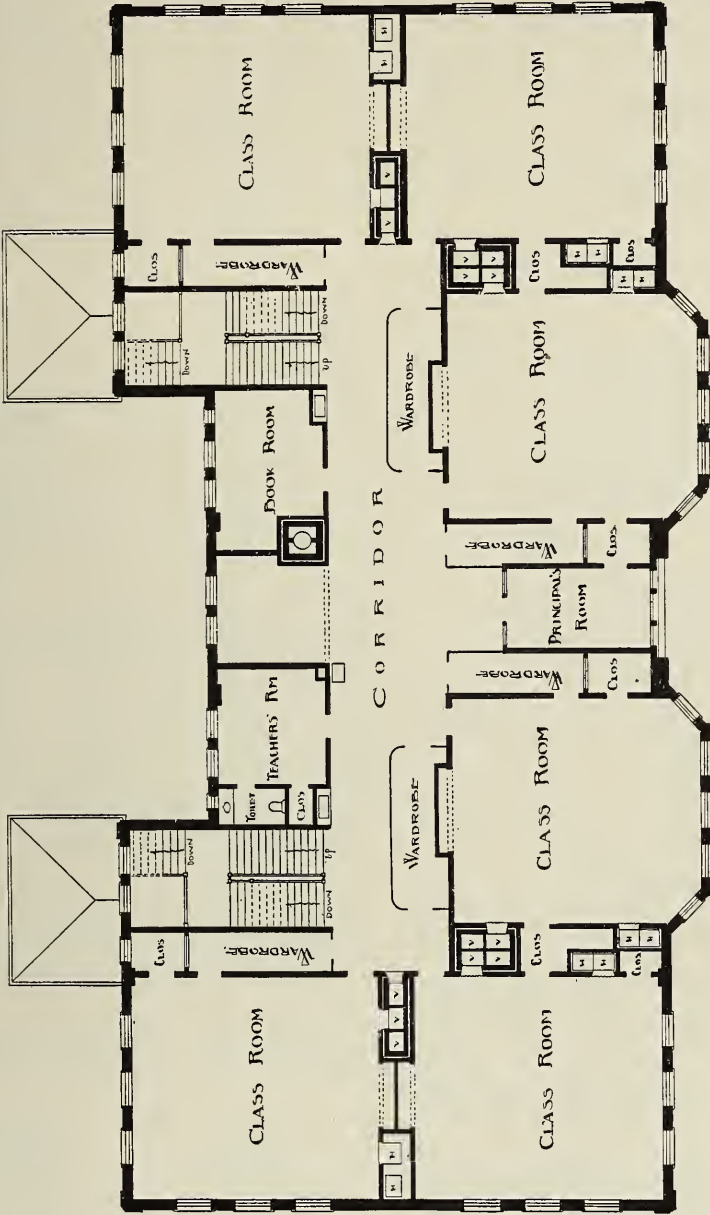 CLOS
DOWN
DOWN
CLOS
CLASS ROOM
WARDROBE
DOWN
UP
TOILET
CLOS
TEACHERS' RM
BOOK ROOM
UP
DOWN
WARDROBE
CLASS ROOM
H
H
V
V
V
CORRIDOR
V
V
H
H
WARDROBE
WARDROBE
V
V
V
V
WARDROBE
WARDROBE
V
V
V
V
CLASS ROOM
CLOS
CLASS ROOM
PRINCIPAL'S
ROOM
CLASS ROOM
CLOS
CLASS ROOM
H
H
H
H
CLOS
CLOS
CLOS
H
H
H
H
CLOS